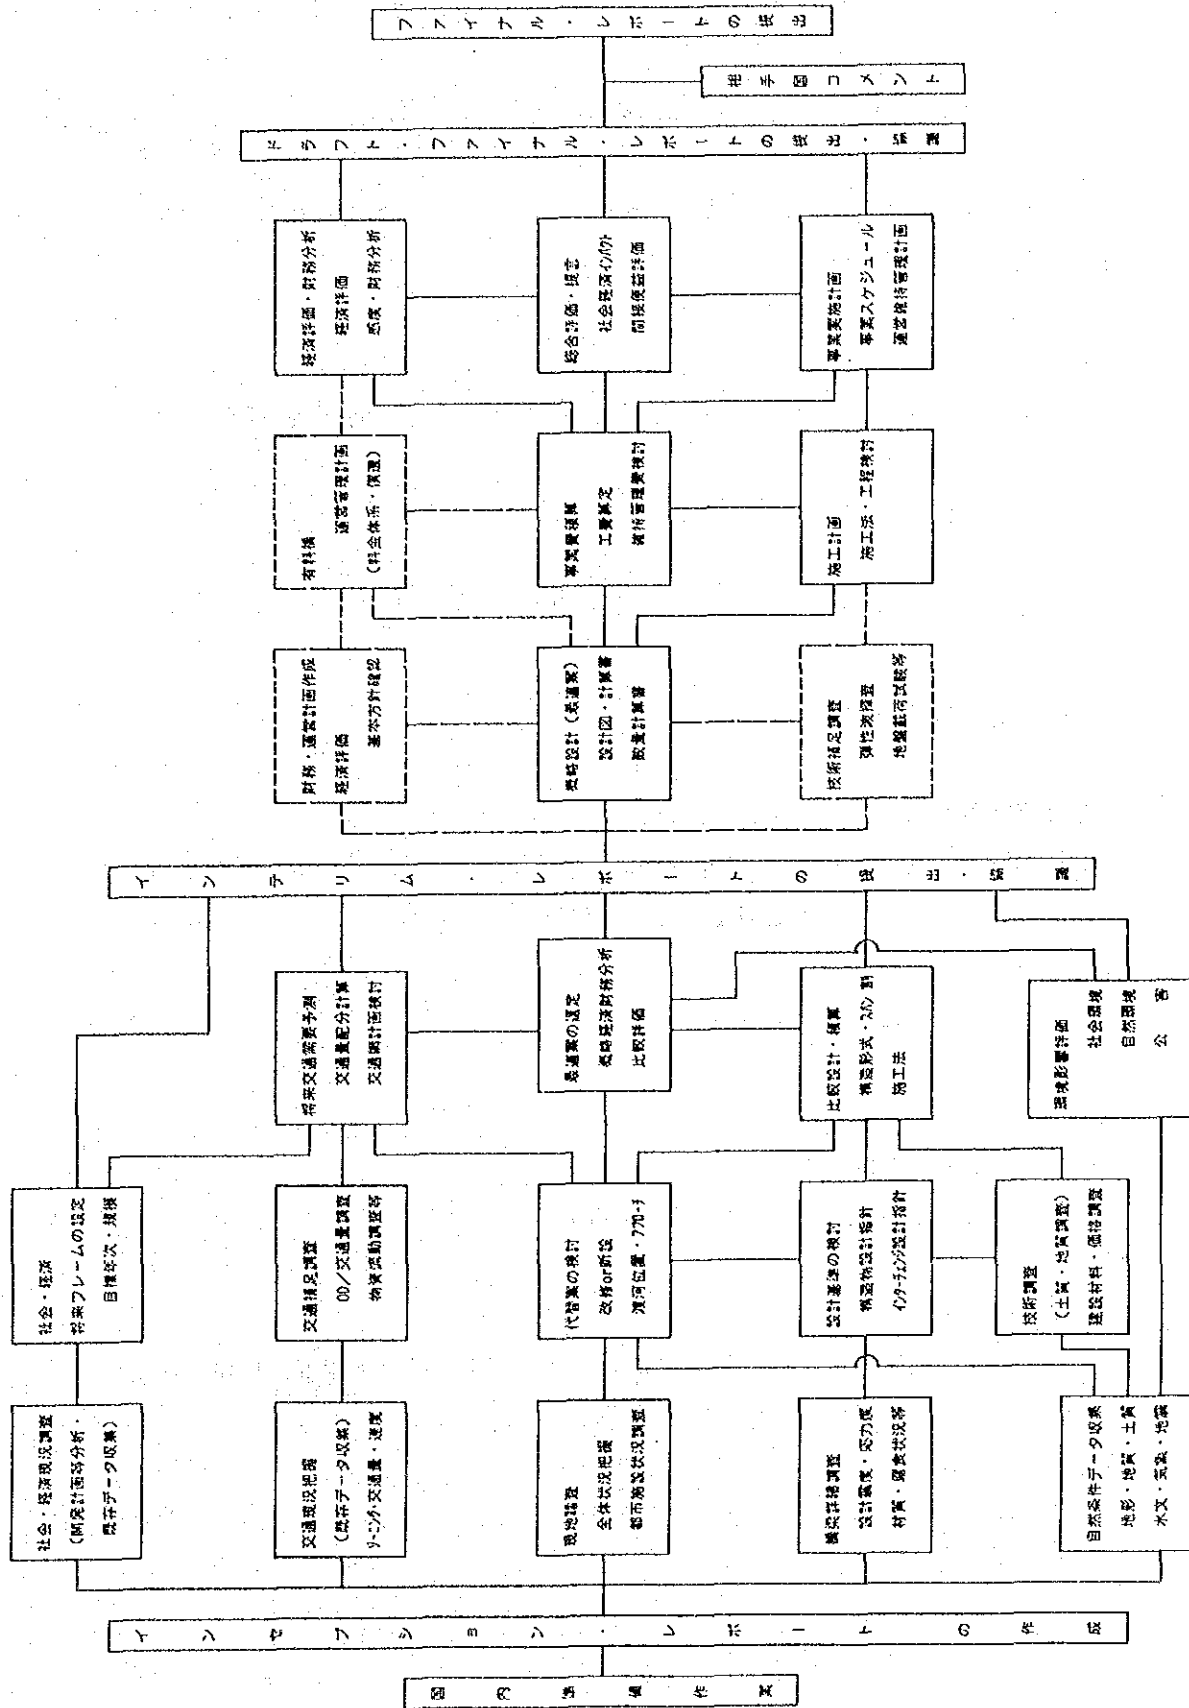 国内準備作業
インセプション・レポートの作成
社会・経済現況調査
(開発計画等分析・
既存データ収集)
交通現況把握
(既存データ収集)
ゾーニング・交通量・速度
現地踏査
全体状況把握
都市施設状況調査
橋梁詳細調査
設計震度・応力度
材質・腐食状況等
自然条件データ収集
地形・地質・土質
水文・気象・地震
社会・経済
将来フレームの設定
目標年次・規模
交通補足調査
OD/交通量調査
物資流動調査等
代替案の検討
改修or新設
渡河位置・アプローチ
設計基準の検討
構造物設計指針
インターチェンジ設計指針
技術調査
(土質・地質調査)
建設材料・価格調査
将来交通需要予測
交通量配分計算
交通網計画検討
最適案の選定
概略経済財務分析
比較評価
比較設計・積算
構造形式・スパン割
施工法
環境影響評価
社会環境
自然環境
公害
インテリム・レポートの提出・協議
財務・運営計画作成
経済評価
基本方針確認
概略設計(最適案)
設計図・計算書
数量計算書
技術補足調査
弾性波探査
地盤載荷試験等
有料橋
運営管理計画
(料金体系・償還)
事業費積算
工費算定
維持管理費検討
施工計画
施工法・工程検討
経済評価・財務分析
経済評価
感度・財務分析
総合評価・提言
社会経済インパクト
間接便益評価
事業実施計画
事業スケジュール
運営維持管理計画
ドラフト・ファイナル・レポートの提出・協議
相手国コメント
ファイナル・レポートの提出